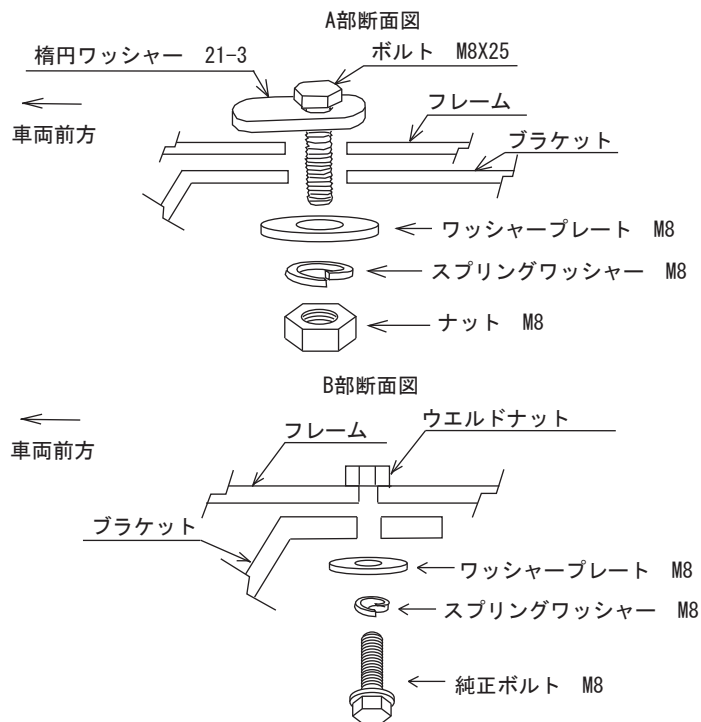 A部断面図
楕円ワッシャー 21-3
ボルト M8X25
車両前方
フレーム
ブラケット
ワッシャープレート M8
スプリングワッシャー M8
ナット M8
B部断面図
車両前方
フレーム
ウエルドナット
ブラケット
ワッシャープレート M8
スプリングワッシャー M8
純正ボルト M8